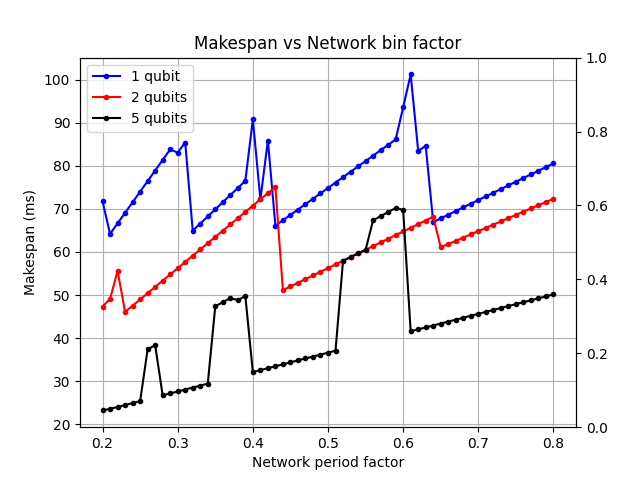 Makespan vs Network bin factor
1 qubit
2 qubits
5 qubits
Makespan (ms)
100
90
80
70
60
50
40
30
20
1.0
0.8
0.6
0.4
0.2
0.0
0.2 0.3 0.4 0.5 0.6 0.7 0.8
Network period factor